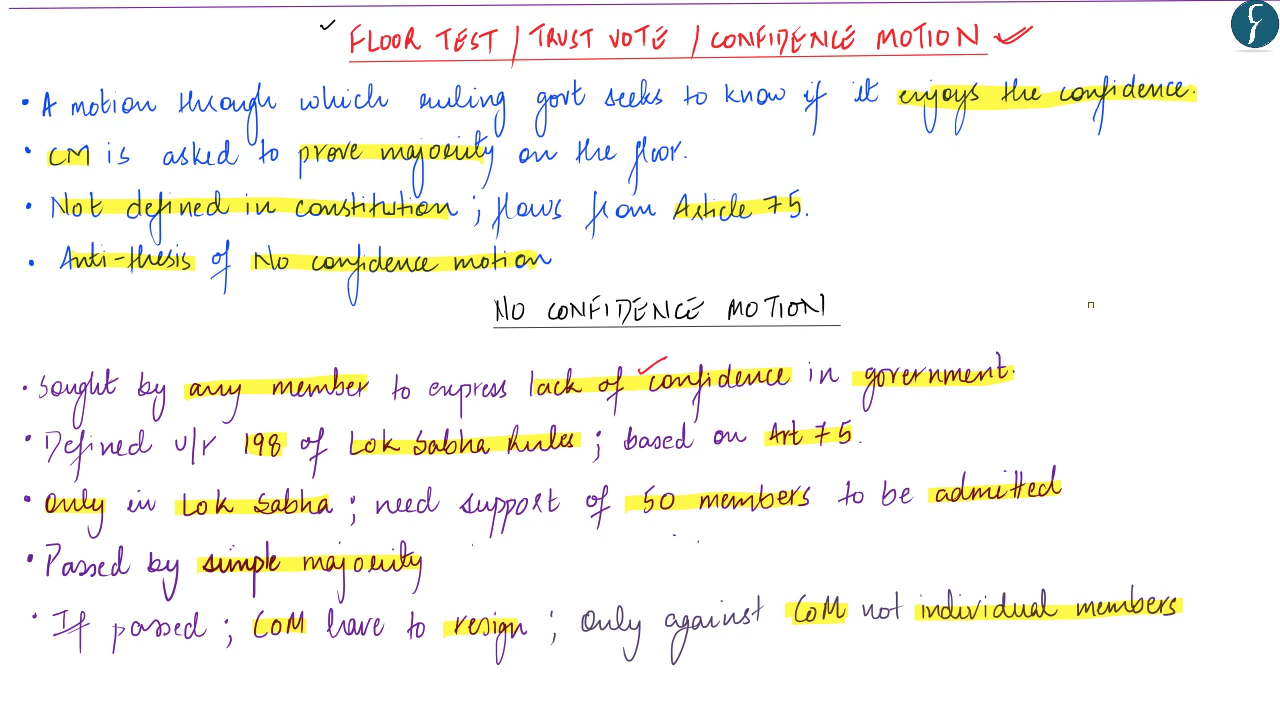 FLOOR TEST / TRUST VOTE / CONFIDENCE MOTION
• A motion through which ruling govt seeks to know if it enjoys the confidence.
• CM is asked to prove majority on the floor.
• Not defined in constitution ; flows from Article 75.
• Anti-thesis of No confidence motion
NO CONFIDENCE MOTION
• Sought by any member to express lack of confidence in government.
• Defined u/r 198 of Lok Sabha Rules ; based on Art 75.
• Only in Lok Sabha ; need support of 50 members to be admitted
• Passed by simple majority
• If passed ; CoM have to resign ; Only against CoM not individual members